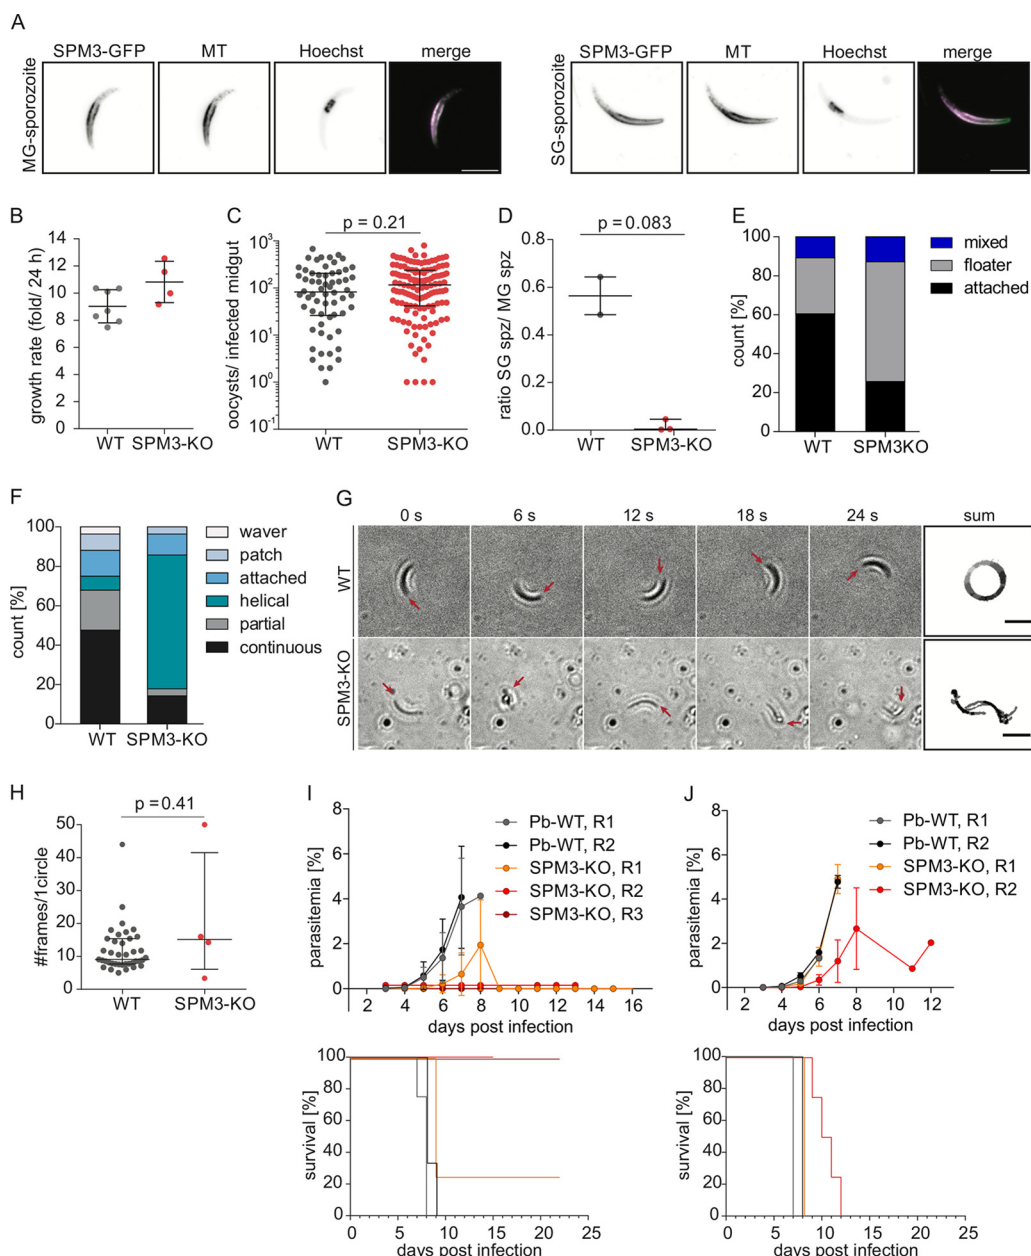 A
SPM3-GFP MT Hoechst merge
MG-sporozoite
SPM3-GFP MT Hoechst merge
SG-sporozoite
B
growth rate (fold/ 24 h)
14
12
10
8
6
4
2
0
WT SPM3-KO
C
p = 0.21
oocysts/ infected midgut
10^3
10^2
10^1
10^0
10^-1
WT SPM3-KO
D
p = 0.083
ratio SG spz/ MG spz
0.8
0.6
0.4
0.2
0.0
WT SPM3-KO
E
count [%]
100
80
60
40
20
0
WT SPM3KO
mixed
floater
attached
F
count [%]
100
80
60
40
20
0
WT SPM3-KO
waver
patch
attached
helical
partial
continuous
G
0 s 6 s 12 s 18 s 24 s sum
WT
SPM3-KO
H
p = 0.41
#frames/1circle
50
40
30
20
10
0
WT SPM3-KO
I
parasitemia [%]
8
6
4
2
0
Pb-WT, R1
Pb-WT, R2
SPM3-KO, R1
SPM3-KO, R2
SPM3-KO, R3
2 4 6 8 10 12 14 16
days post infection
survival [%]
100
80
60
40
20
0
0 5 10 15 20 25
days post infection
J
parasitemia [%]
8
6
4
2
0
Pb-WT, R1
Pb-WT, R2
SPM3-KO, R1
SPM3-KO, R2
2 4 6 8 10 12
days post infection
survival [%]
100
80
60
40
20
0
0 5 10 15 20 25
days post infection